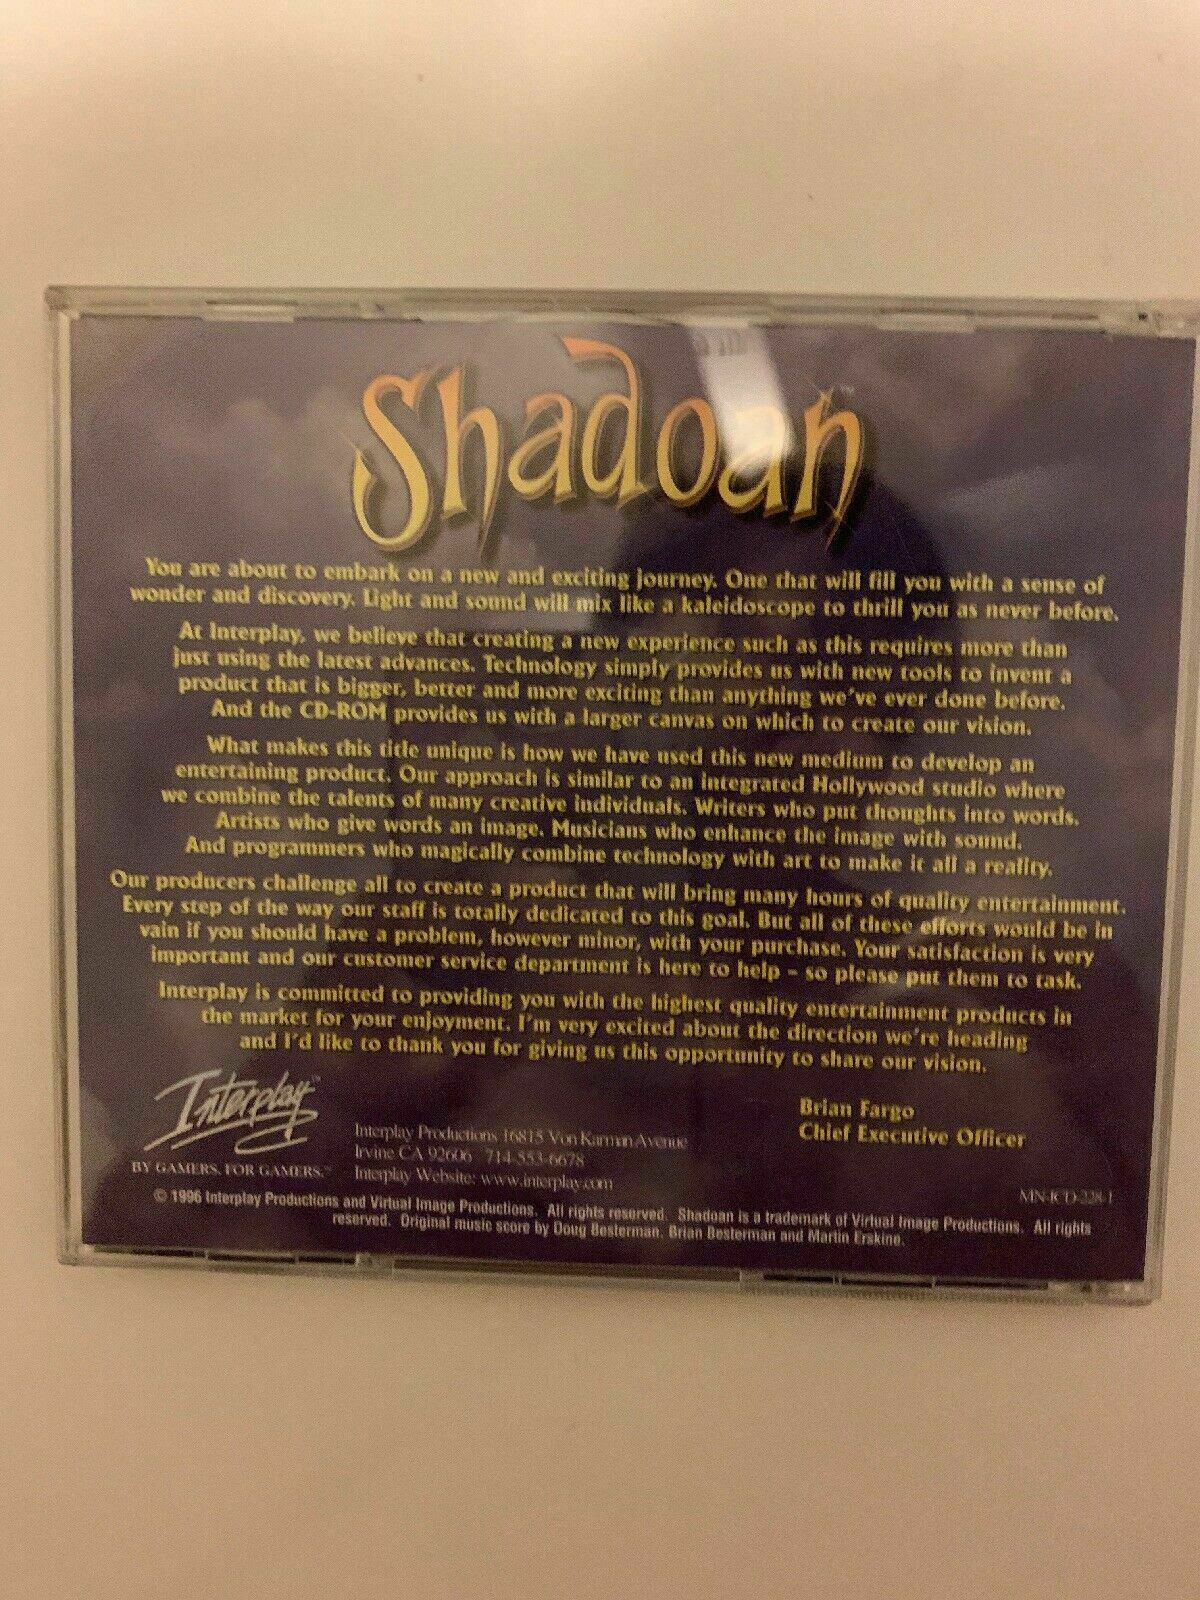 Shadoan™
You are about to embark on a new and exciting journey. One that will fill you with a sense of
wonder and discovery. Light and sound will mix like a kaleidoscope to thrill you as never before.
At Interplay, we believe that creating a new experience such as this requires more than
just using the latest advances. Technology simply provides us with new tools to invent a
product that is bigger, better and more exciting than anything we've ever done before.
And the CD-ROM provides us with a larger canvas on which to create our vision.
What makes this title unique is how we have used this new medium to develop an
entertaining product. Our approach is similar to an integrated Hollywood studio where
we combine the talents of many creative individuals. Writers who put thoughts into words.
Artists who give words an image. Musicians who enhance the image with sound.
And programmers who magically combine technology with art to make it all a reality.
Our producers challenge all to create a product that will bring many hours of quality entertainment.
Every step of the way our staff is totally dedicated to this goal. But all of these efforts would be in
vain if you should have a problem, however minor, with your purchase. Your satisfaction is very
important and our customer service department is here to help – so please put them to task.
Interplay is committed to providing you with the highest quality entertainment products in
the market for your enjoyment. I'm very excited about the direction we're heading
and I'd like to thank you for giving us this opportunity to share our vision.
Brian Fargo
Chief Executive Officer
Interplay™
BY GAMERS. FOR GAMERS.™
Interplay Productions 16815 Von Karman Avenue
Irvine CA 92606 714-553-6678
Interplay Website: www.interplay.com
MN-ICD-228-1
© 1996 Interplay Productions and Virtual Image Productions. All rights reserved. Shadoan is a trademark of Virtual Image Productions. All rights
reserved. Original music score by Doug Besterman, Brian Besterman and Martin Erskine.